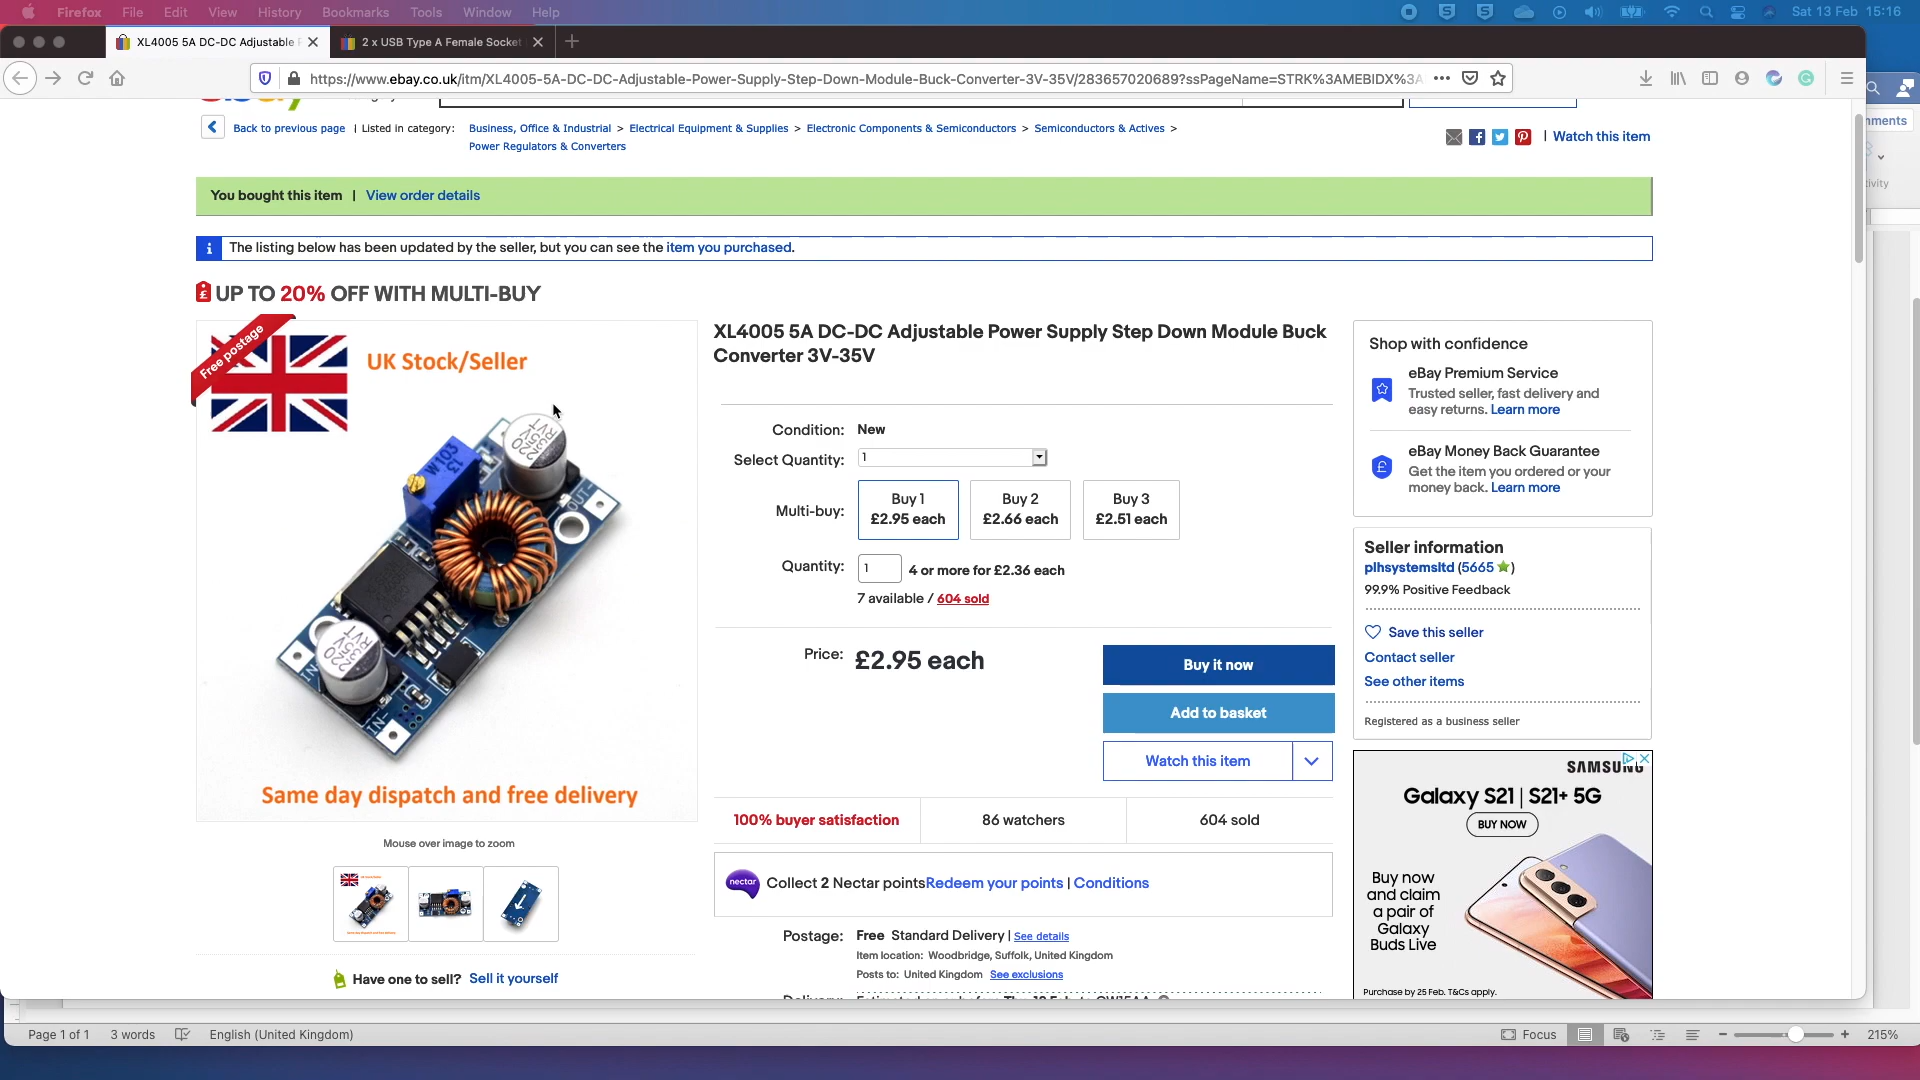 Firefox File Edit View History Bookmarks Tools Window Help
Sat 13 Feb 15:16
XL4005 5A DC-DC Adjustable
2 x USB Type A Female Socket
https://www.ebay.co.uk/itm/XL4005-5A-DC-DC-Adjustable-Power-Supply-Step-Down-Module-Buck-Converter-3V-35V/283657020689?ssPageName=STRK%3AMEBIDX%3A
Back to previous page | Listed in category: Business, Office & Industrial > Electrical Equipment & Supplies > Electronic Components & Semiconductors > Semiconductors & Actives >
Power Regulators & Converters
| Watch this item
You bought this item | View order details
The listing below has been updated by the seller, but you can see the item you purchased.
£ UP TO 20% OFF WITH MULTI-BUY
Free postage
UK Stock/Seller
W103
220
35V
RVT
OUT-
220
35V
RVT
IN+
IN-
Same day dispatch and free delivery
Mouse over image to zoom
Have one to sell? Sell it yourself
XL4005 5A DC-DC Adjustable Power Supply Step Down Module Buck
Converter 3V-35V
Condition: New
Select Quantity: 1
Multi-buy:
Buy 1
£2.95 each
Buy 2
£2.66 each
Buy 3
£2.51 each
Quantity: 1 4 or more for £2.36 each
7 available / 604 sold
Price: £2.95 each
Buy it now
Add to basket
Watch this item
100% buyer satisfaction
86 watchers
604 sold
nectar Collect 2 Nectar points Redeem your points | Conditions
Postage: Free Standard Delivery | See details
Item location: Woodbridge, Suffolk, United Kingdom
Posts to: United Kingdom See exclusions
Shop with confidence
eBay Premium Service
Trusted seller, fast delivery and
easy returns. Learn more
£
eBay Money Back Guarantee
Get the item you ordered or your
money back. Learn more
Seller information
plhsystemsltd (5665)
99.9% Positive Feedback
Save this seller
Contact seller
See other items
Registered as a business seller
SAMSUNG
Galaxy S21 | S21+ 5G
BUY NOW
Buy now
and claim
a pair of
Galaxy
Buds Live
Purchase by 25 Feb. T&Cs apply.
Page 1 of 1 3 words English (United Kingdom)
Focus
215%